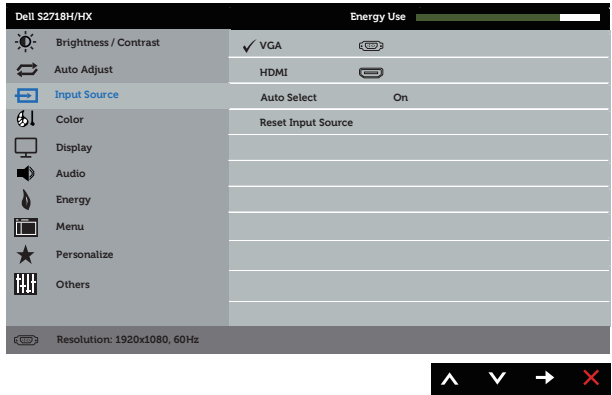 Dell S2718H/HX Energy Use
Brightness / Contrast
Auto Adjust
Input Source
Color
Display
Audio
Energy
Menu
Personalize
Others
VGA
HDMI
Auto Select On
Reset Input Source
Resolution: 1920x1080, 60Hz